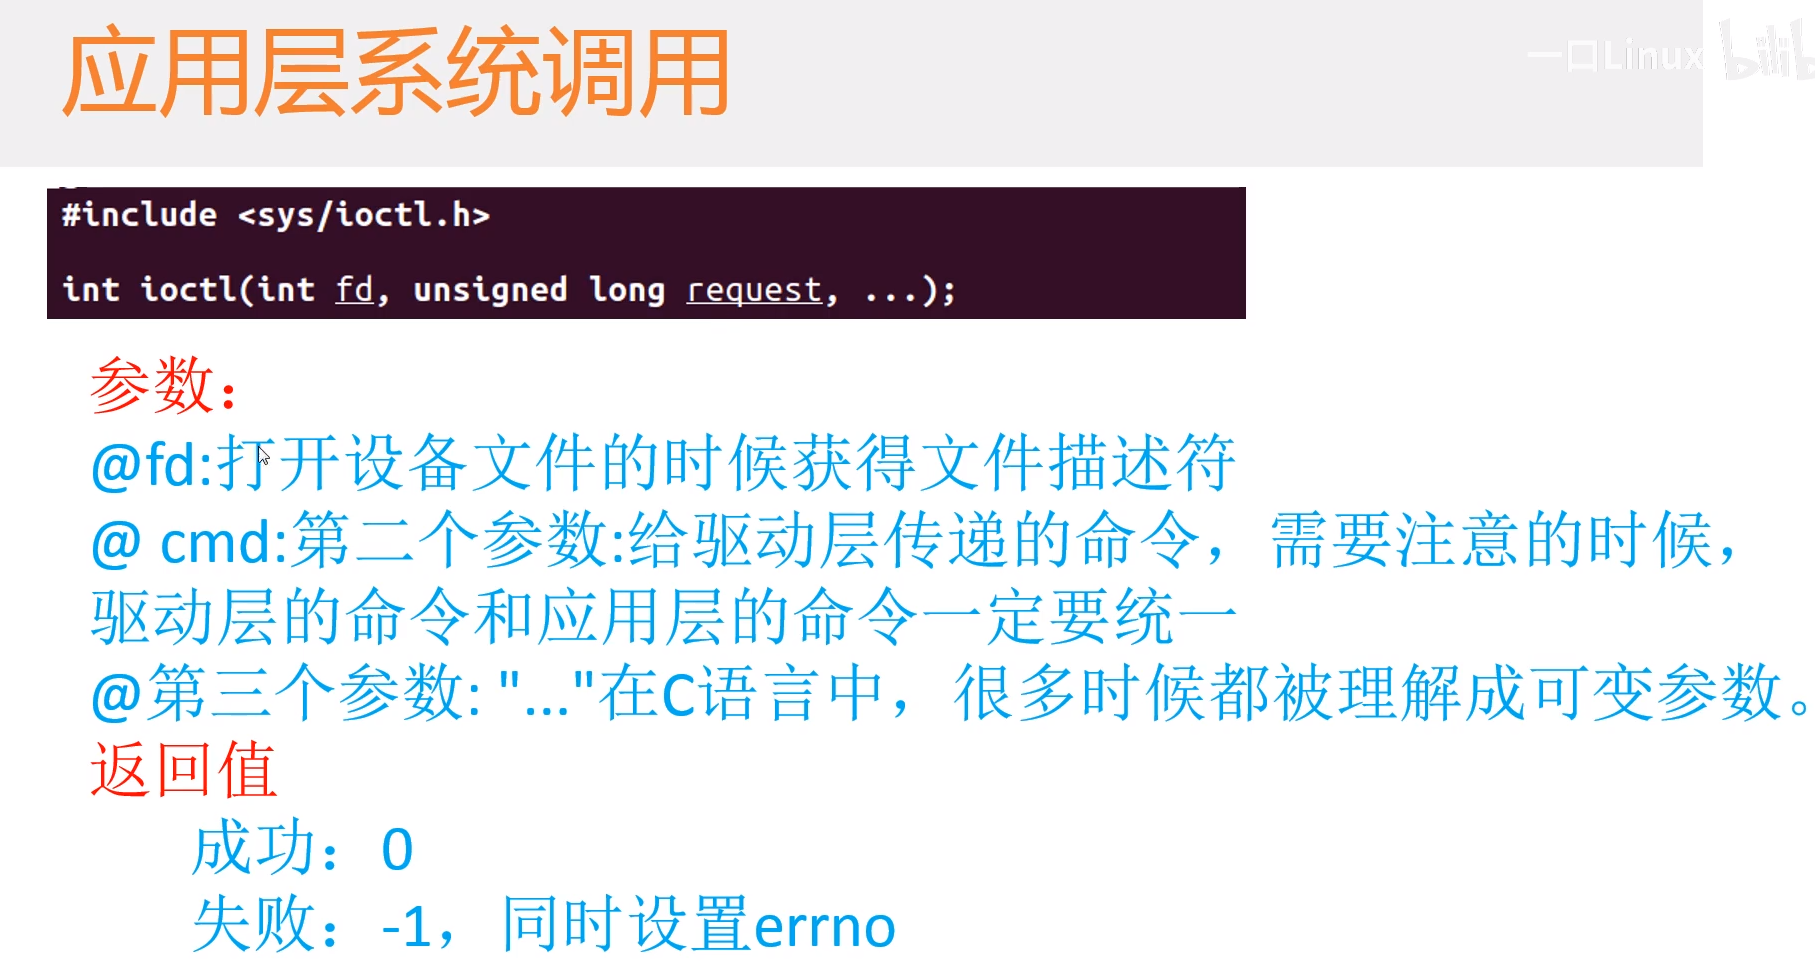 应用层系统调用
一口Linux bilib
#include <sys/ioctl.h>
int ioctl(int fd, unsigned long request, ...);
参数：
@fd:打开设备文件的时候获得文件描述符
@ cmd:第二个参数:给驱动层传递的命令，需要注意的时候，
驱动层的命令和应用层的命令一定要统一
@第三个参数: "..."在C语言中，很多时候都被理解成可变参数。
返回值
成功：0
失败：-1，同时设置errno